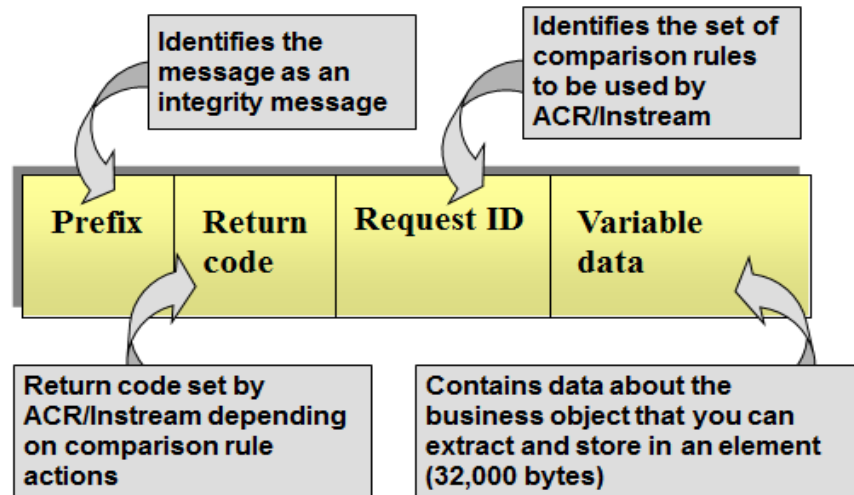 Identifies the
message as an
integrity message
Identifies the set of
comparison rules
to be used by
ACR/Instream
Prefix
Return
code
Request ID
Variable
data
Return code set by
ACR/Instream depending
on comparison rule
actions
Contains data about the
business object that you can
extract and store in an element
(32,000 bytes)